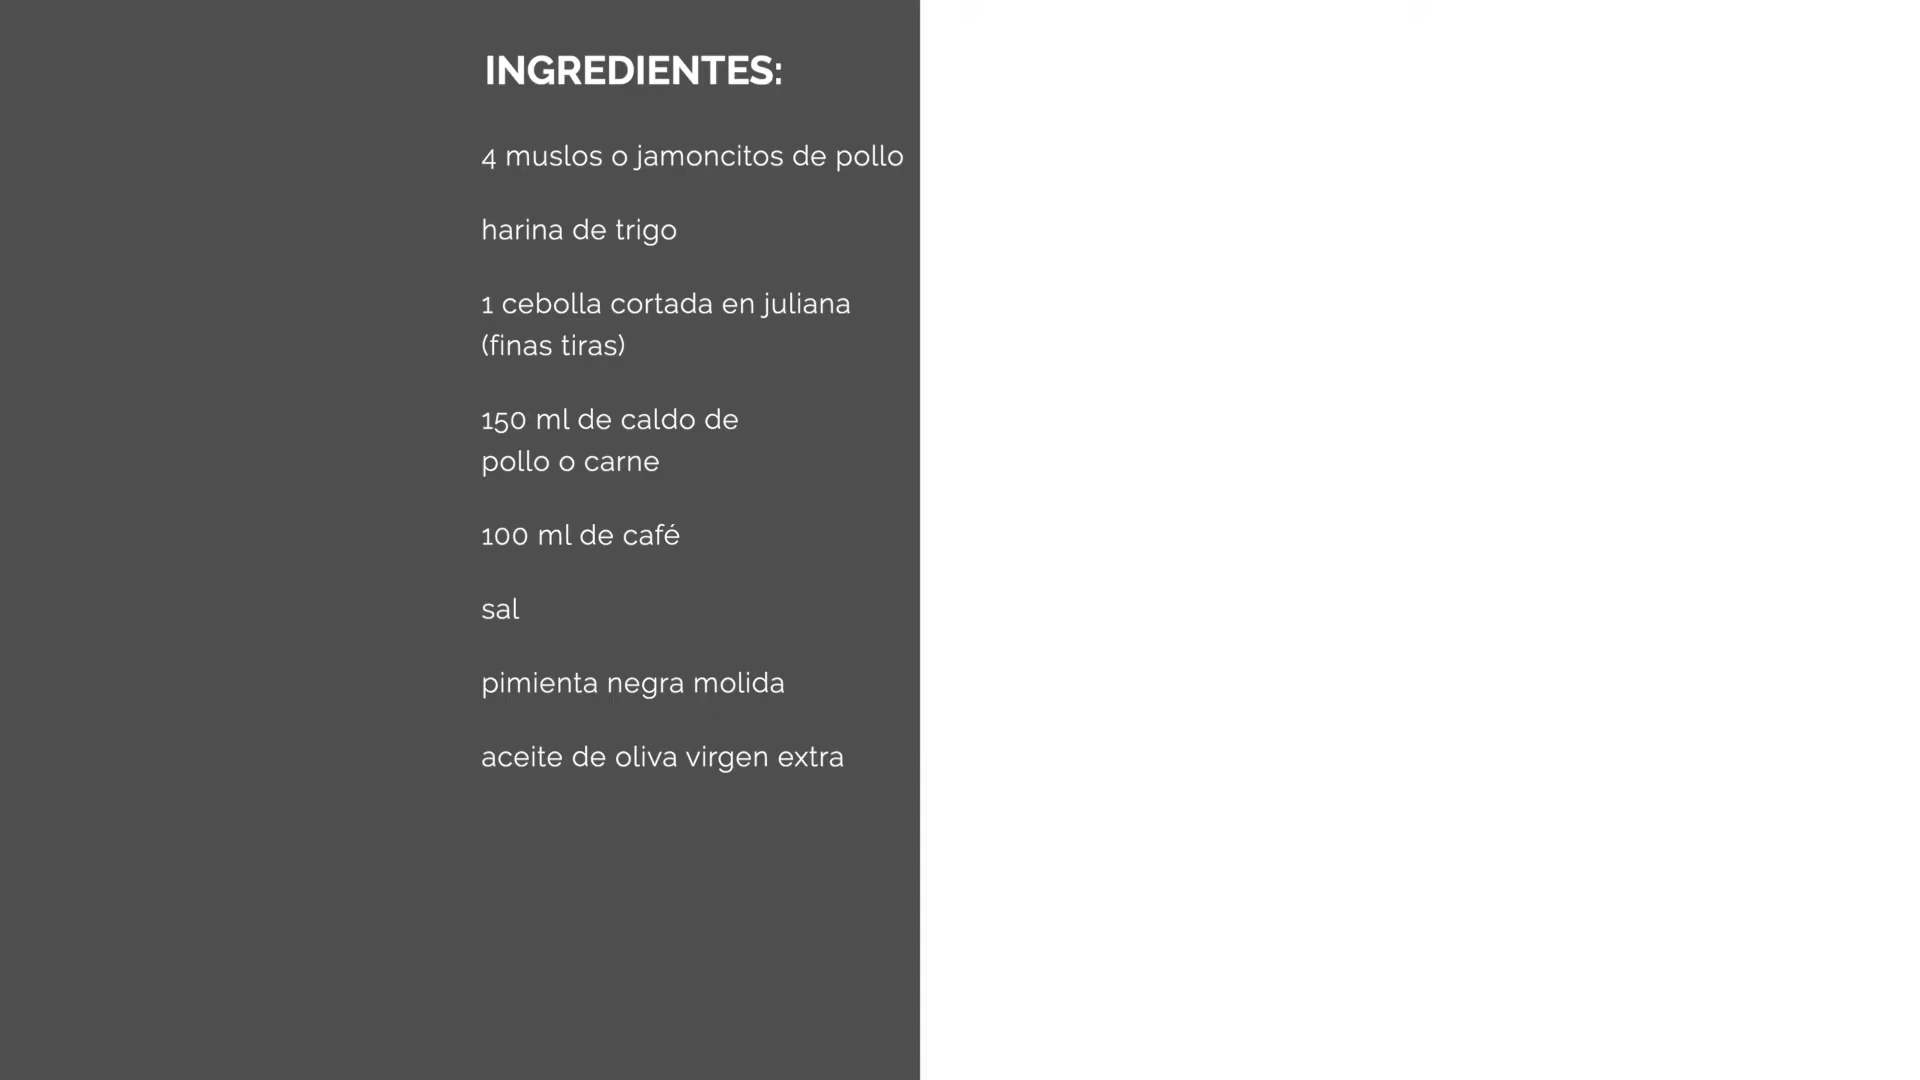 INGREDIENTES:
4 muslos o jamoncitos de pollo
harina de trigo
1 cebolla cortada en juliana
(finas tiras)
150 ml de caldo de
pollo o carne
100 ml de café
sal
pimienta negra molida
aceite de oliva virgen extra